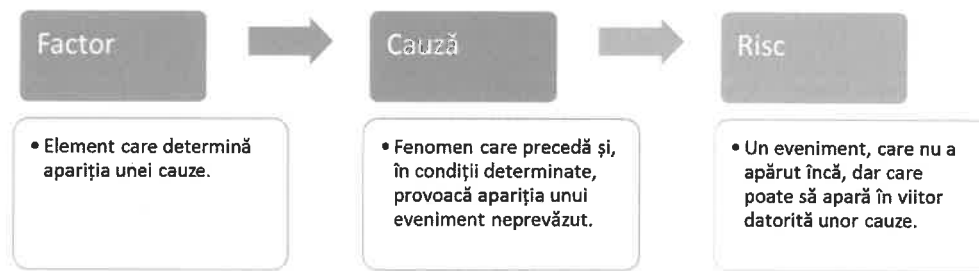 Factor
• Element care determină
apariția unei cauze.
Cauză
• Fenomen care precedă și,
în condiții determinate,
provoacă apariția unui
eveniment neprevăzut.
Risc
• Un eveniment, care nu a
apărut încă, dar care
poate să apară în viitor
datorită unor cauze.